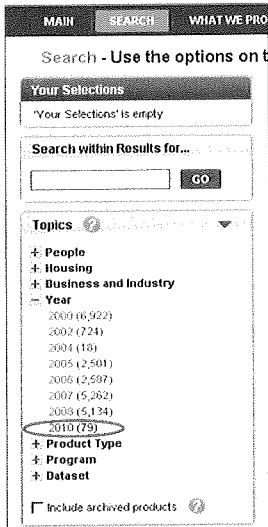 MAIN SEARCH WHAT WE PRO
Search - Use the options on t
Your Selections
'Your Selections' is empty
Search within Results for...
GO
Topics ?
+ People
+ Housing
+ Business and Industry
- Year
2000 (6,922)
2002 (724)
2004 (18)
2005 (2,501)
2006 (2,587)
2007 (5,262)
2008 (5,134)
2010 (79)
+ Product Type
+ Program
+ Dataset
Include archived products ?